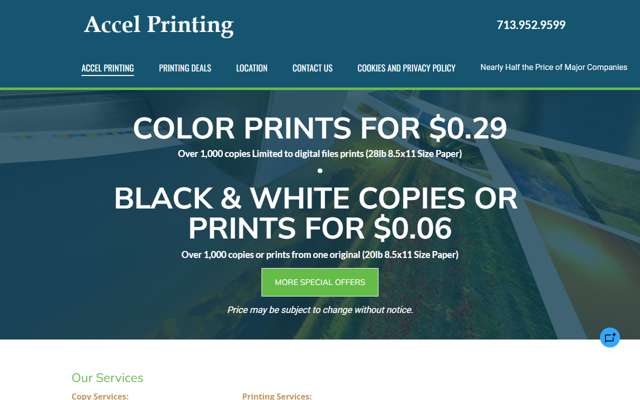 Accel Printing
713.952.9599
ACCEL PRINTING
PRINTING DEALS
LOCATION
CONTACT US
COOKIES AND PRIVACY POLICY
Nearly Half the Price of Major Companies
COLOR PRINTS FOR $0.29
Over 1,000 copies Limited to digital files prints (28lb 8.5x11 Size Paper)
BLACK & WHITE COPIES OR
PRINTS FOR $0.06
Over 1,000 copies or prints from one original (20lb 8.5x11 Size Paper)
MORE SPECIAL OFFERS
Price may be subject to change without notice.
Our Services
Copy Services:
Printing Services: